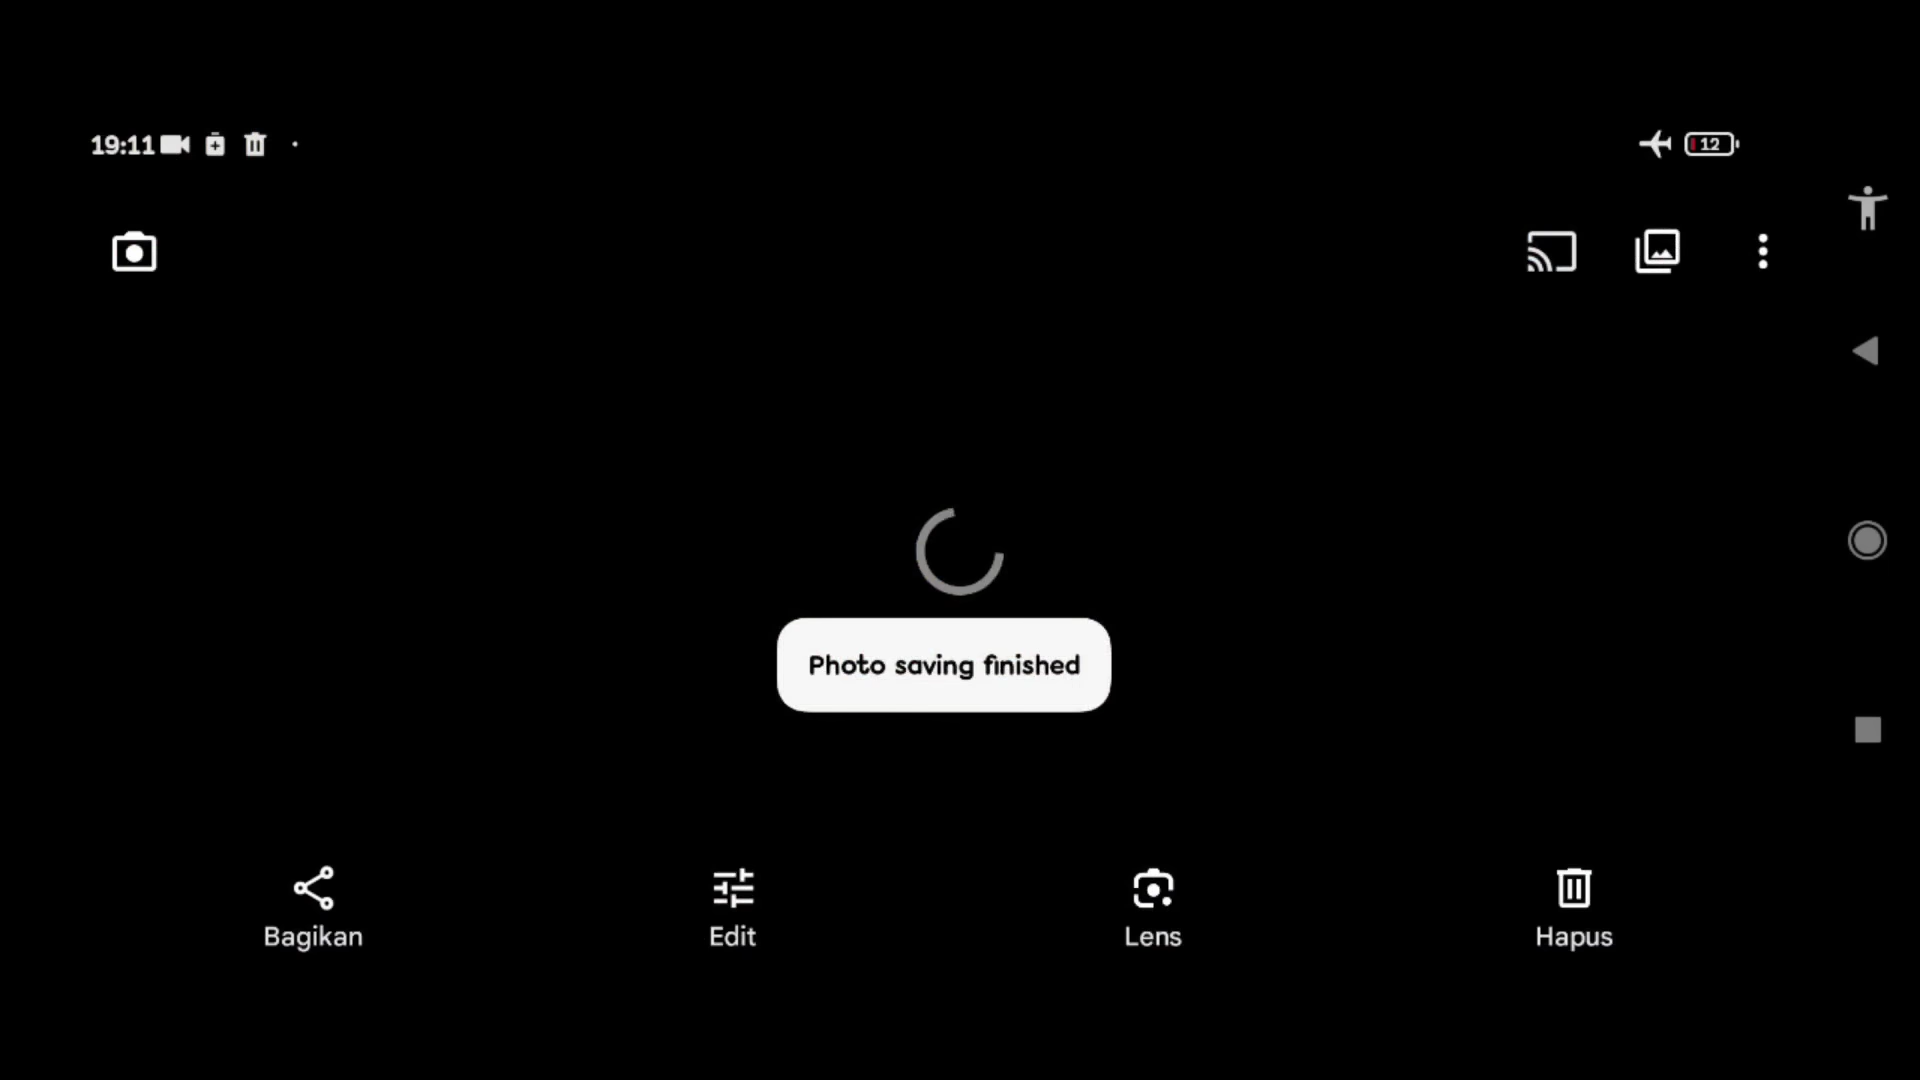 19:11
12
Photo saving finished
Bagikan
Edit
Lens
Hapus